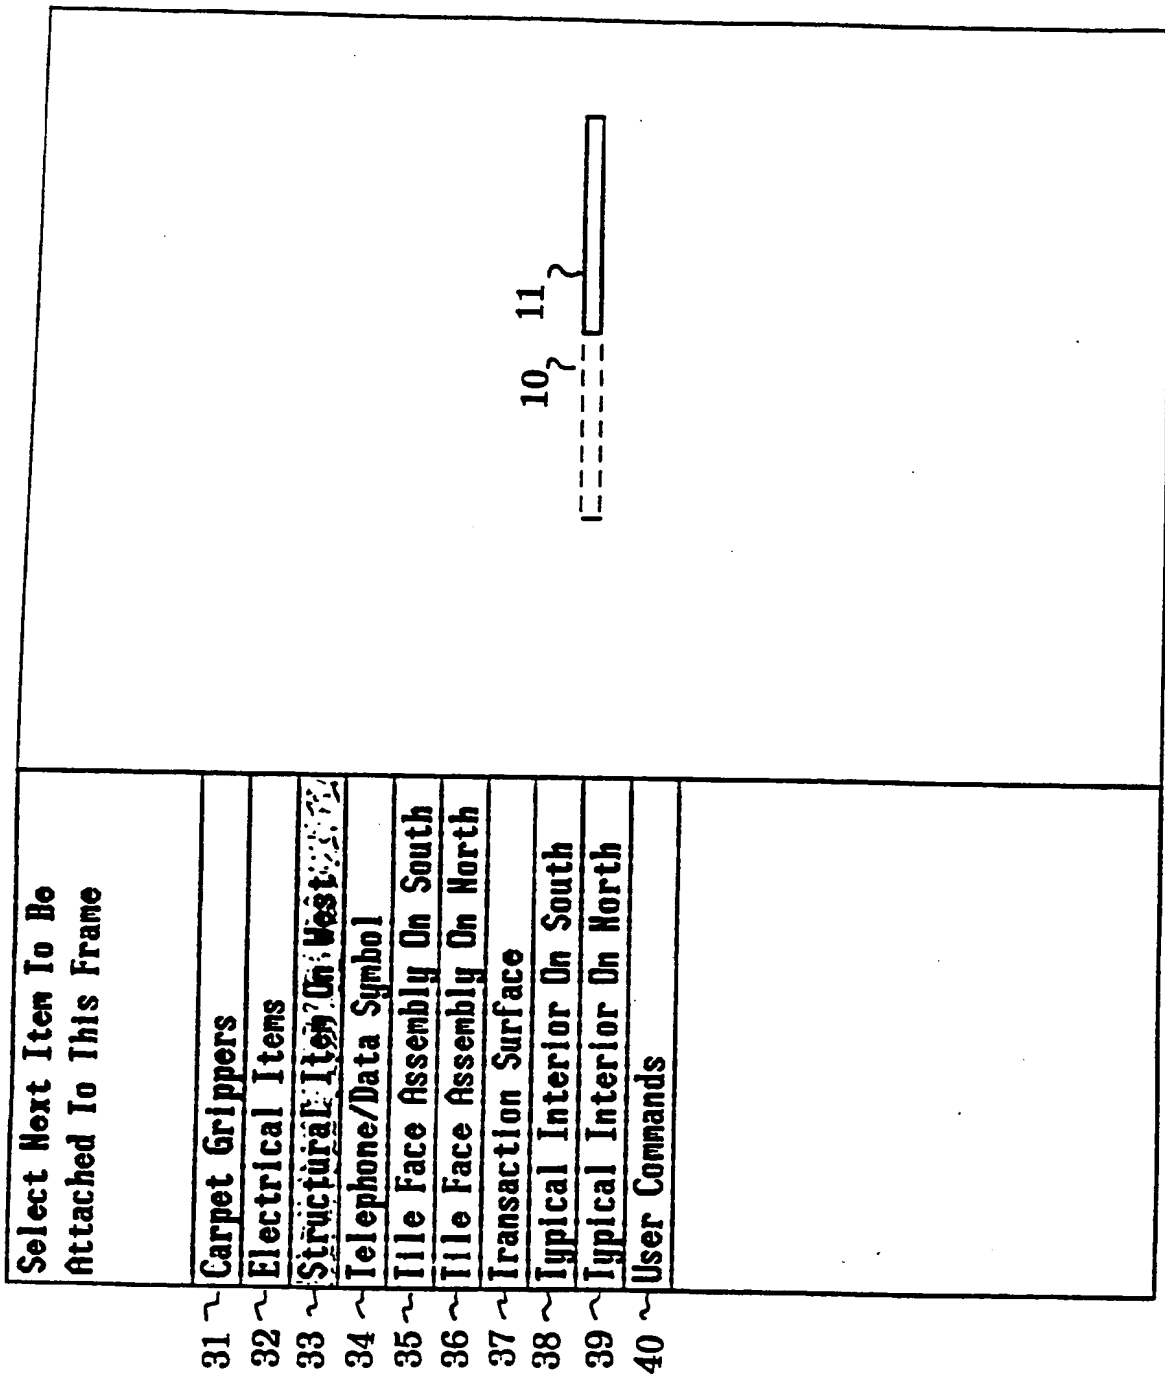 Select Next Item To Be
Attached To This Frame
31 Carpet Grippers
32 Electrical Items
33 Structural Item On West
34 Telephone/Data Symbol
35 Tile Face Assembly On South
36 Tile Face Assembly On North
37 Transaction Surface
38 Typical Interior On South
39 Typical Interior On North
40 User Commands
10
11